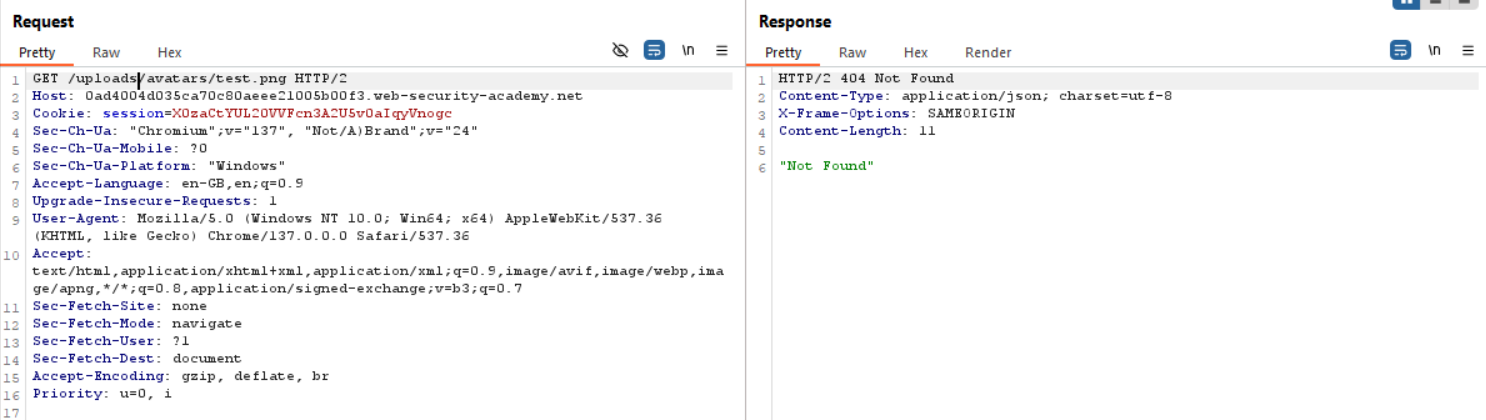 Request
Pretty Raw Hex \n
1 GET /uploads/avatars/test.png HTTP/2
2 Host: 0ad4004d035ca70c80aeee21005b00f3.web-security-academy.net
3 Cookie: session=X0zaCtYUL20VVFcn3A2U5v0aIqyVnogc
4 Sec-Ch-Ua: "Chromium";v="137", "Not/A)Brand";v="24"
5 Sec-Ch-Ua-Mobile: ?0
6 Sec-Ch-Ua-Platform: "Windows"
7 Accept-Language: en-GB,en;q=0.9
8 Upgrade-Insecure-Requests: 1
9 User-Agent: Mozilla/5.0 (Windows NT 10.0; Win64; x64) AppleWebKit/537.36
(KHTML, like Gecko) Chrome/137.0.0.0 Safari/537.36
10 Accept:
text/html,application/xhtml+xml,application/xml;q=0.9,image/avif,image/webp,ima
ge/apng,*/*;q=0.8,application/signed-exchange;v=b3;q=0.7
11 Sec-Fetch-Site: none
12 Sec-Fetch-Mode: navigate
13 Sec-Fetch-User: ?1
14 Sec-Fetch-Dest: document
15 Accept-Encoding: gzip, deflate, br
16 Priority: u=0, i
17
Response
Pretty Raw Hex Render \n
1 HTTP/2 404 Not Found
2 Content-Type: application/json; charset=utf-8
3 X-Frame-Options: SAMEORIGIN
4 Content-Length: 11
5
6 "Not Found"